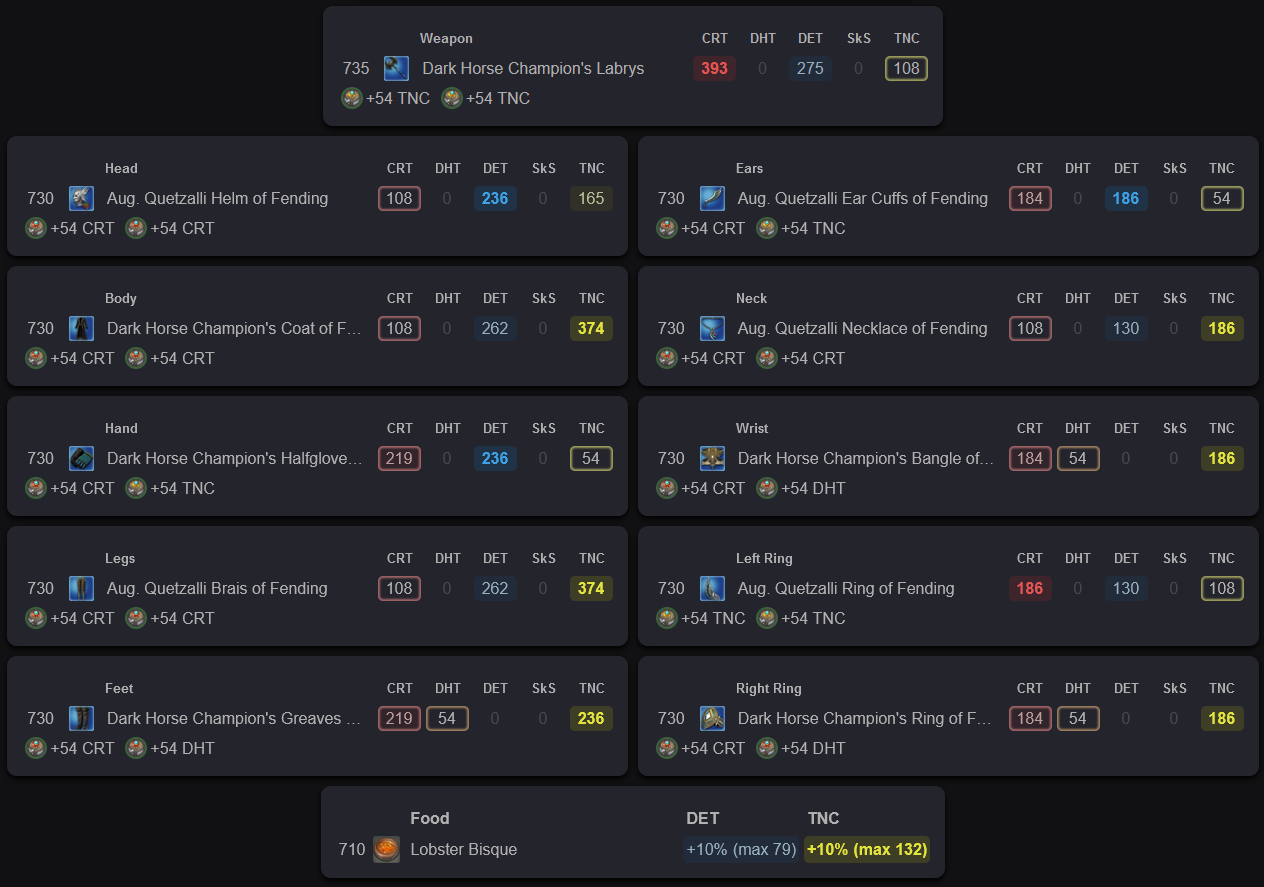 Weapon CRT DHT DET SkS TNC
735 Dark Horse Champion's Labrys 393 0 275 0 108
+54 TNC +54 TNC
Head CRT DHT DET SkS TNC
730 Aug. Quetzalli Helm of Fending 108 0 236 0 165
+54 CRT +54 CRT
Ears CRT DHT DET SkS TNC
730 Aug. Quetzalli Ear Cuffs of Fending 184 0 186 0 54
+54 CRT +54 TNC
Body CRT DHT DET SkS TNC
730 Dark Horse Champion's Coat of F... 108 0 262 0 374
+54 CRT +54 CRT
Neck CRT DHT DET SkS TNC
730 Aug. Quetzalli Necklace of Fending 108 0 130 0 186
+54 CRT +54 CRT
Hand CRT DHT DET SkS TNC
730 Dark Horse Champion's Halfglove... 219 0 236 0 54
+54 CRT +54 TNC
Wrist CRT DHT DET SkS TNC
730 Dark Horse Champion's Bangle of... 184 54 0 0 186
+54 CRT +54 DHT
Legs CRT DHT DET SkS TNC
730 Aug. Quetzalli Brais of Fending 108 0 262 0 374
+54 CRT +54 CRT
Left Ring CRT DHT DET SkS TNC
730 Aug. Quetzalli Ring of Fending 186 0 130 0 108
+54 TNC +54 TNC
Feet CRT DHT DET SkS TNC
730 Dark Horse Champion's Greaves ... 219 54 0 0 236
+54 CRT +54 DHT
Right Ring CRT DHT DET SkS TNC
730 Dark Horse Champion's Ring of F... 184 54 0 0 186
+54 CRT +54 DHT
Food DET TNC
710 Lobster Bisque +10% (max 79) +10% (max 132)